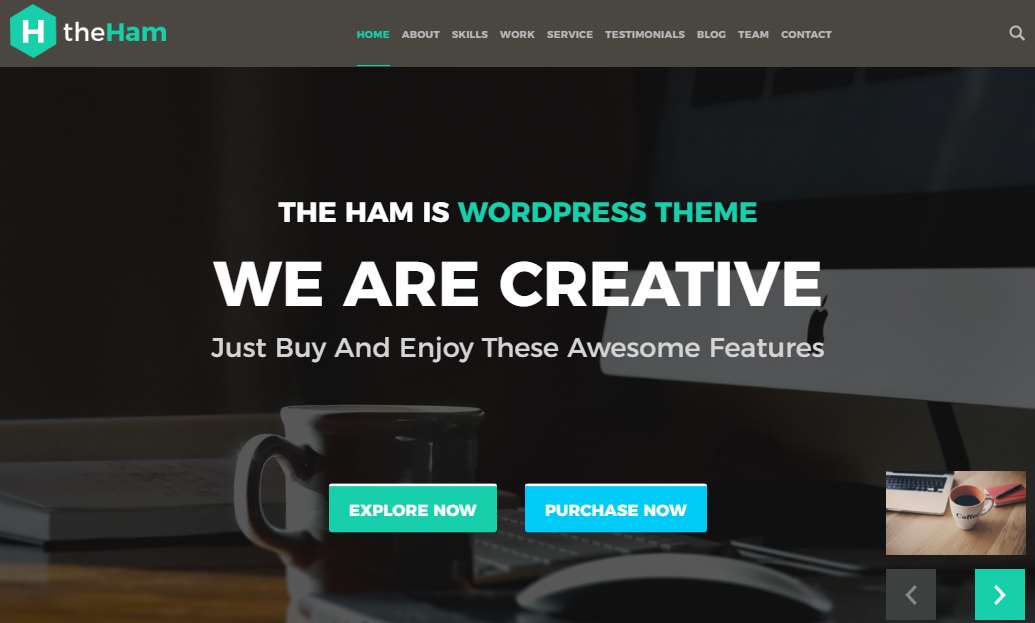 H theHam
HOME ABOUT SKILLS WORK SERVICE TESTIMONIALS BLOG TEAM CONTACT
THE HAM IS WORDPRESS THEME
WE ARE CREATIVE
Just Buy And Enjoy These Awesome Features
EXPLORE NOW PURCHASE NOW
Coffee